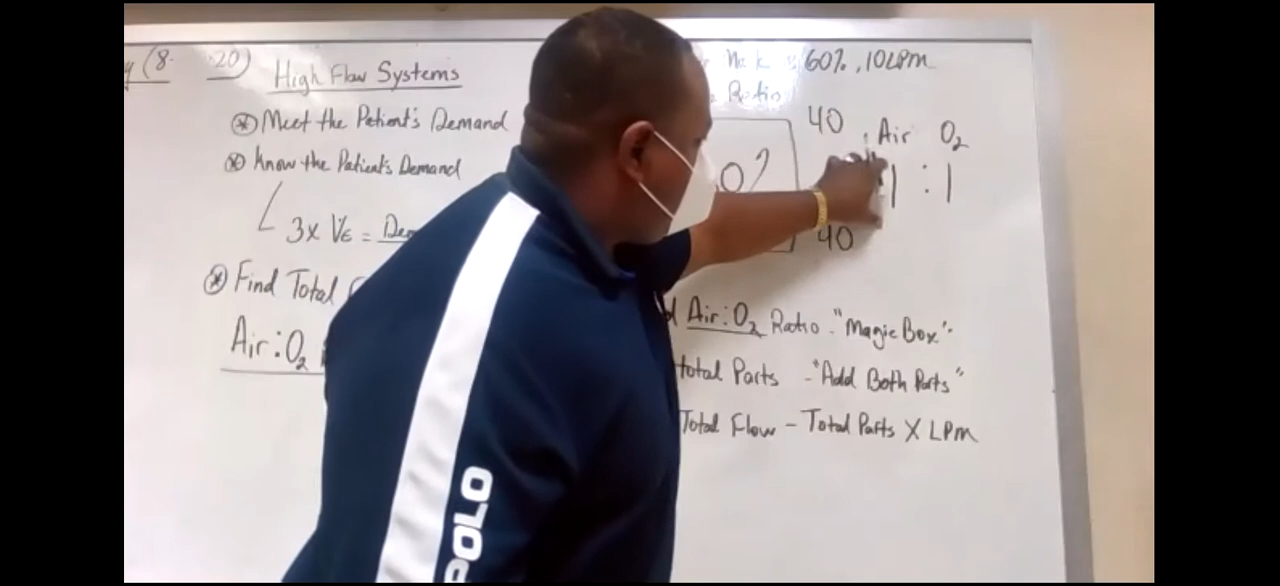 y (8- 20)
High Flow Systems
* Meet the Patient's Demand
* Know the Patient's Demand
3x VE =
* Find Total
Air:O2
60%, 10LPM
Ratio
40
Air O2
1 : 1
40
Air:O2 Ratio - "Magic Box"
total Parts - "Add Both Parts"
Total Flow - Total Parts X LPM
POLO